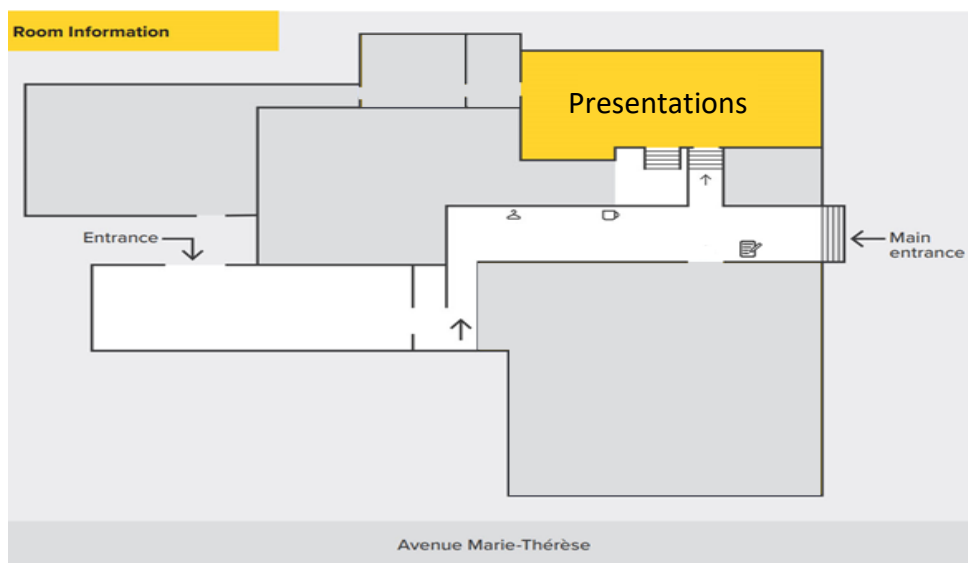 Room Information
Presentations
Entrance
Main
entrance
Avenue Marie-Thérèse